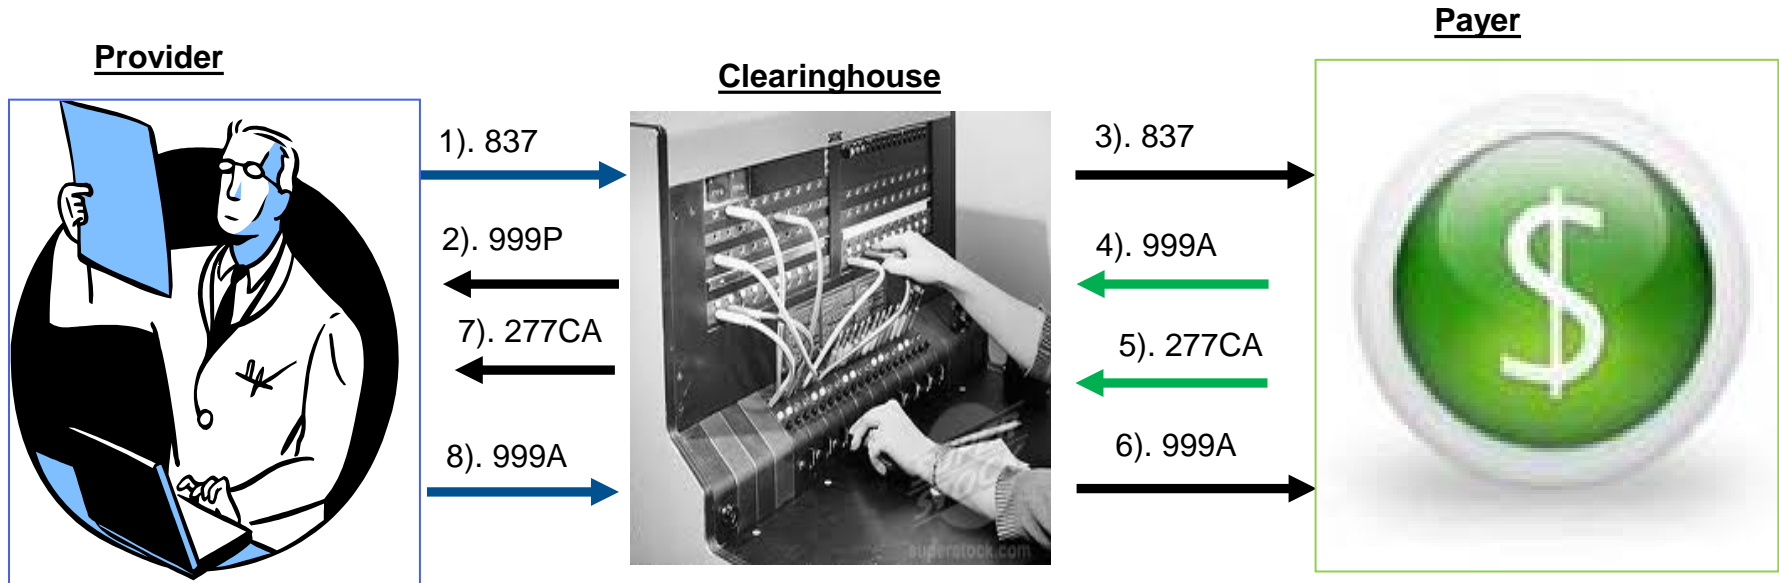 Payer
Provider
Clearinghouse
1). 837
3). 837
2). 999P
4). 999A
7). 277CA
5). 277CA
8). 999A
6). 999A
$
superstock.com